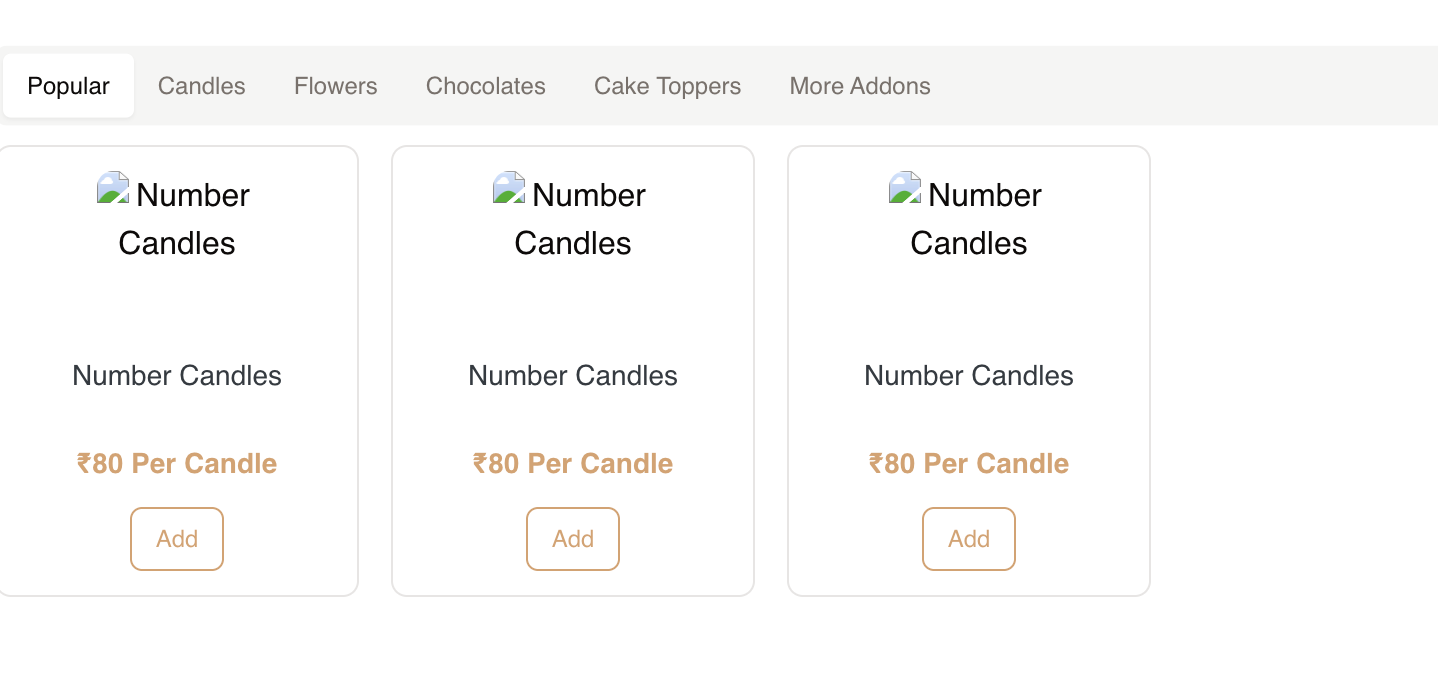 Popular Candles Flowers Chocolates Cake Toppers More Addons
Number Number Number
Candles Candles Candles
Number Candles Number Candles Number Candles
₹80 Per Candle ₹80 Per Candle ₹80 Per Candle
Add Add Add